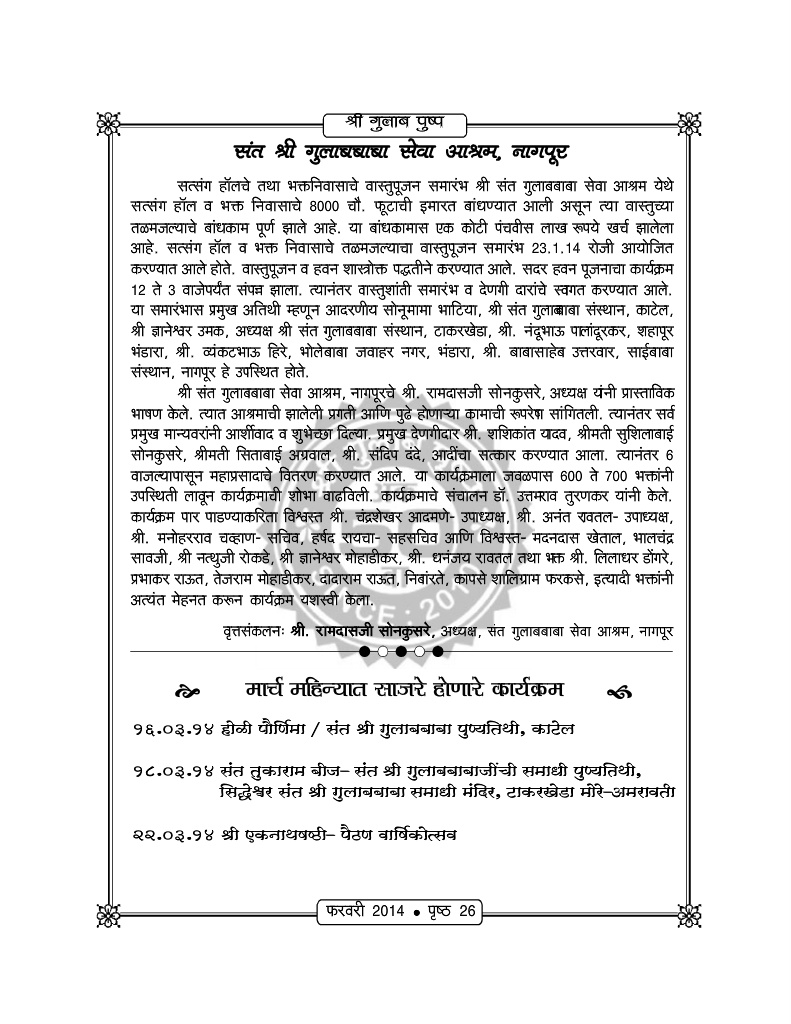 श्री गुलाब पुष्प
संत श्री गुलाबबाबा सेवा आश्रम, नागपूर
सत्संग हॉलचे तथा भक्तनिवासाचे वास्तुपूजन समारंभ श्री संत गुलाबबाबा सेवा आश्रम येथे
सत्संग हॉल व भक्त निवासाचे 8000 चौ. फूटाची इमारत बांधण्यात आली असून त्या वास्तुच्या
तळमजल्याचे बांधकाम पूर्ण झाले आहे. या बांधकामास एक कोटी पंचवीस लाख रूपये खर्च झालेला
आहे. सत्संग हॉल व भक्त निवासाचे तळमजल्याचा वास्तुपूजन समारंभ 23.1.14 रोजी आयोजित
करण्यात आले होते. वास्तुपूजन व हवन शास्त्रोक्त पद्धतीने करण्यात आले. सदर हवन पूजनाचा कार्यक्रम
12 ते 3 वाजेपर्यंत संपन्न झाला. त्यानंतर वास्तुशांती समारंभ व देणगी दारांचे स्वगत करण्यात आले.
या समारंभास प्रमुख अतिथी म्हणून आदरणीय सोनूमामा भाटिया, श्री संत गुलाबबाबा संस्थान, काटेल,
श्री ज्ञानेश्वर उमक, अध्यक्ष श्री संत गुलाबबाबा संस्थान, टाकरखेडा, श्री. नंदूभाऊ पालांदूरकर, शहापूर
भंडारा, श्री. व्यंकटभाऊ हिरे, भोलेबाबा जवाहर नगर, भंडारा, श्री. बाबासाहेब उत्तरवार, साईबाबा
संस्थान, नागपूर हे उपस्थित होते.
श्री संत गुलाबबाबा सेवा आश्रम, नागपूरचे श्री. रामदासजी सोनकुसरे, अध्यक्ष यांनी प्रास्ताविक
भाषण केले. त्यात आश्रमाची झालेली प्रगती आणि पुढे होणाऱ्या कामाची रूपरेषा सांगितली. त्यानंतर सर्व
प्रमुख मान्यवरांनी आर्शीवाद व शुभेच्छा दिल्या. प्रमुख देणगीदार श्री. शशिकांत यादव, श्रीमती सुशिलाबाई
सोनकुसरे, श्रीमती सिताबाई अग्रवाल, श्री. संदिप दंदे, आदींचा सत्कार करण्यात आला. त्यानंतर 6
वाजल्यापासून महाप्रसादाचे वितरण करण्यात आले. या कार्यक्रमाला जवळपास 600 ते 700 भक्तांनी
उपस्थिती लावून कार्यक्रमाची शोभा वाढविली. कार्यक्रमाचे संचालन डॉ. उत्तमराव तुरणकर यांनी केले.
कार्यक्रम पार पाडण्याकरिता विश्वस्त श्री. चंद्रशेखर आदमणे- उपाध्यक्ष, श्री. अनंत रावतल- उपाध्यक्ष,
श्री. मनोहरराव चव्हाण- सचिव, हर्षद रायचा- सहसचिव आणि विश्वस्त- मदनदास खेताल, भालचंद्र
सावजी, श्री नत्थुजी रोकडे, श्री ज्ञानेश्वर मोहाडीकर, श्री. धनंजय रावतल तथा भक्त श्री. लिलाधर डोंगरे,
प्रभाकर राऊत, तेजराम मोहाडीकर, दादाराम राऊत, निबांरते, कापसे शालिग्राम फरकसे, इत्यादी भक्तांनी
अत्यंत मेहनत करून कार्यक्रम यशस्वी केला.
वृत्तसंकलनः श्री. रामदासजी सोनकुसरे, अध्यक्ष, संत गुलाबबाबा सेवा आश्रम, नागपूर
मार्च महिन्यात साजरे होणारे कार्यक्रम
१६.०३.१४ होळी पौर्णिमा / संत श्री गुलाबबाबा पुण्यतिथी, काटेल
१८.०३.१४ संत तुकाराम बीज– संत श्री गुलाबबाबाजींची समाधी पुण्यतिथी,
सिद्धेश्वर संत श्री गुलाबबाबा समाधी मंदिर, टाकरखेडा मोरे–अमरावती
२२.०३.१४ श्री एकनाथषष्ठी– पैठण वार्षिकोत्सव
फरवरी 2014 ● पृष्ठ 26
SINCE : 2010